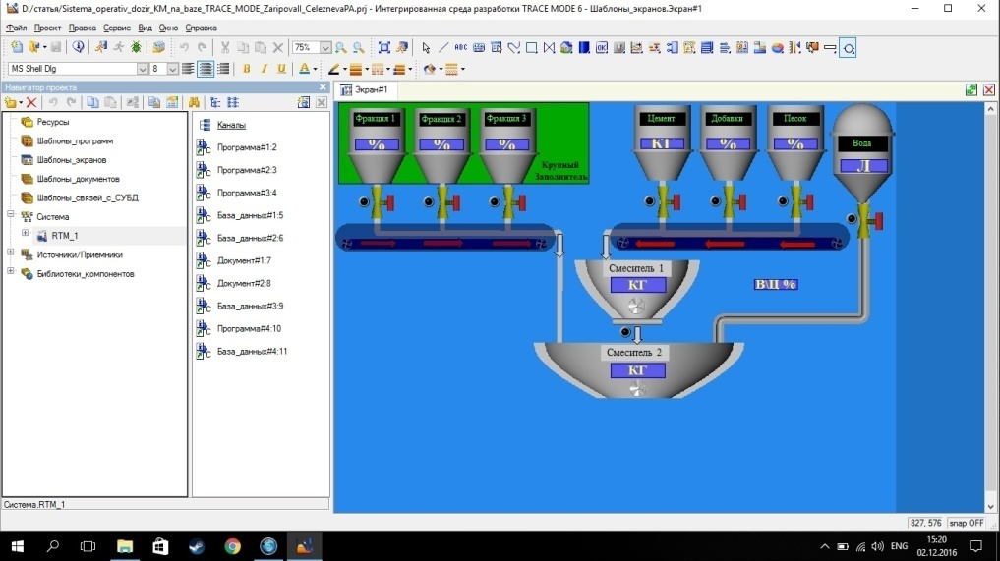 D:/статья/Sistema_operativ_dozir_KM_na_baze_TRACE_MODE_Zaripovall_CeleznevaPA.prj - Интегрированная среда разработки TRACE MODE 6 - Шаблоны_экранов.Экран#1
Файл Проект Правка Сервис Вид Окно Справка
75%
ABC
OK
MS Shell Dlg 8 B I U A
Навигатор проекта
Экран#1
Ресурсы
Шаблоны_программ
Шаблоны_экранов
Шаблоны_документов
Шаблоны_связей_с_СУБД
Система
RTM_1
Источники/Приемники
Библиотеки_компонентов
Каналы
Программа#1:2
Программа#2:3
Программа#3:4
База_данных#1:5
База_данных#2:6
Документ#1:7
Документ#2:8
База_данных#3:9
Программа#4:10
База_данных#4:11
Фракция 1 Фракция 2 Фракция 3
% % %
Крупный
Заполнитель
Цемент Добавки Песок
КГ % %
Вода
Л
Смеситель 1
КГ
В\Ц %
Смеситель 2
КГ
Система.RTM_1
827, 576 snap OFF
ENG
15:20
02.12.2016